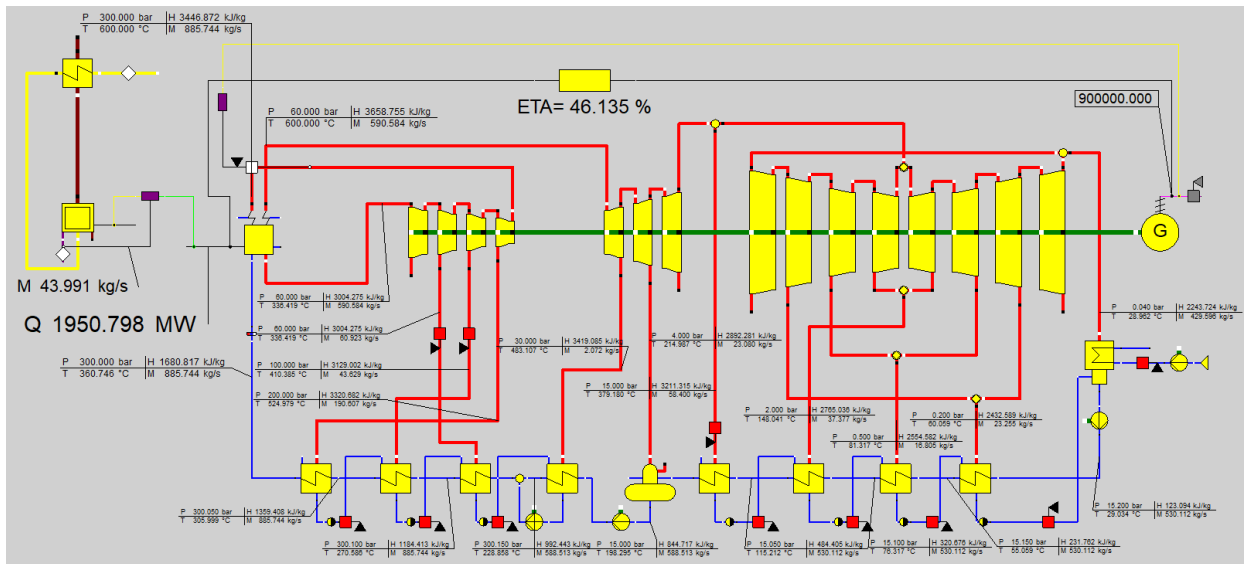 P 300.000 bar H 3446.872 kJ/kg
T 600.000 °C M 885.744 kg/s
ETA= 46.135 %
900000.000
P 60.000 bar H 3658.755 kJ/kg
T 600.000 °C M 590.584 kg/s
G
M 43.991 kg/s
Q 1950.798 MW
P 60.000 bar H 3004.275 kJ/kg
T 336.419 °C M 590.584 kg/s
P 0.040 bar H 2243.724 kJ/kg
T 28.962 °C M 429.596 kg/s
P 60.000 bar H 3004.275 kJ/kg
T 336.419 °C M 60.923 kg/s
P 30.000 bar H 3419.085 kJ/kg
T 483.107 °C M 2.072 kg/s
P 4.000 bar H 2892.281 kJ/kg
T 214.987 °C M 23.080 kg/s
P 300.000 bar H 1680.817 kJ/kg
T 360.746 °C M 885.744 kg/s
P 100.000 bar H 3129.002 kJ/kg
T 410.385 °C M 43.629 kg/s
P 15.000 bar H 3211.315 kJ/kg
T 379.180 °C M 58.400 kg/s
P 200.000 bar H 3320.682 kJ/kg
T 524.979 °C M 190.607 kg/s
P 2.000 bar H 2765.036 kJ/kg
T 148.041 °C M 37.377 kg/s
P 0.200 bar H 2432.589 kJ/kg
T 60.059 °C M 23.255 kg/s
P 0.500 bar H 2554.582 kJ/kg
T 81.317 °C M 16.805 kg/s
P 300.050 bar H 1359.408 kJ/kg
T 305.999 °C M 885.744 kg/s
P 15.200 bar H 123.094 kJ/kg
T 29.034 °C M 530.112 kg/s
P 300.100 bar H 1184.413 kJ/kg
T 270.586 °C M 885.744 kg/s
P 300.150 bar H 992.443 kJ/kg
T 228.858 °C M 588.513 kg/s
P 15.000 bar H 844.717 kJ/kg
T 198.295 °C M 588.513 kg/s
P 15.050 bar H 484.405 kJ/kg
T 115.212 °C M 530.112 kg/s
P 15.100 bar H 320.676 kJ/kg
T 76.317 °C M 530.112 kg/s
P 15.150 bar H 231.762 kJ/kg
T 55.059 °C M 530.112 kg/s